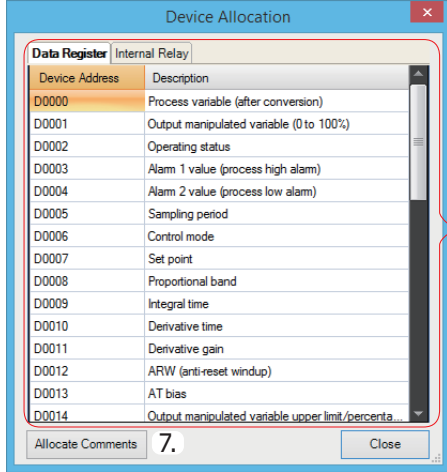 Device Allocation
Data Register Internal Relay
Device Address Description
D0000 Process variable (after conversion)
D0001 Output manipulated variable (0 to 100%)
D0002 Operating status
D0003 Alarm 1 value (process high alarm)
D0004 Alarm 2 value (process low alarm)
D0005 Sampling period
D0006 Control mode
D0007 Set point
D0008 Proportional band
D0009 Integral time
D0010 Derivative time
D0011 Derivative gain
D0012 ARW (anti-reset windup)
D0013 AT bias
D0014 Output manipulated variable upper limit/percenta...
Allocate Comments 7. Close